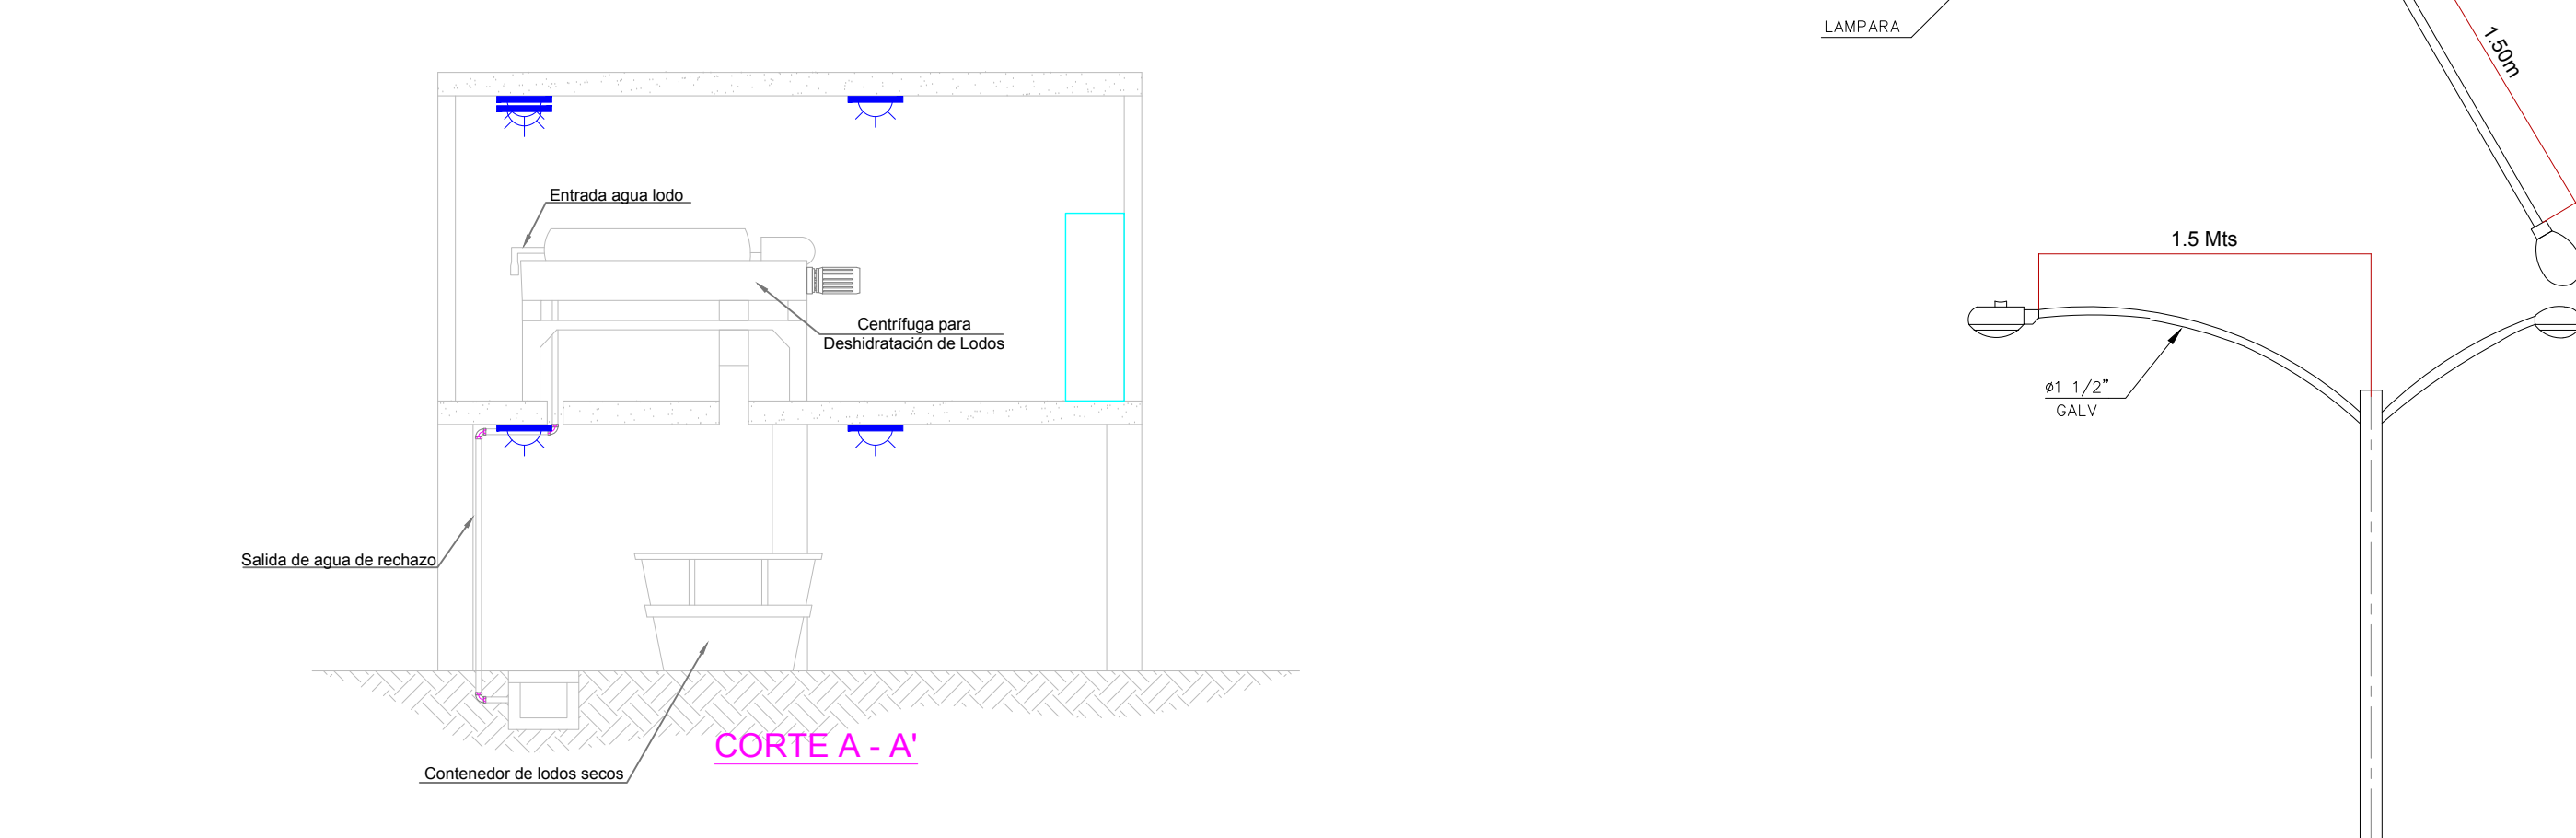 LAMPARA
1.50m
Entrada agua lodo
1.5 Mts
Centrífuga para
Deshidratación de Lodos
ø1 1/2"
GALV
Salida de agua de rechazo
CORTE A - A'
Contenedor de lodos secos